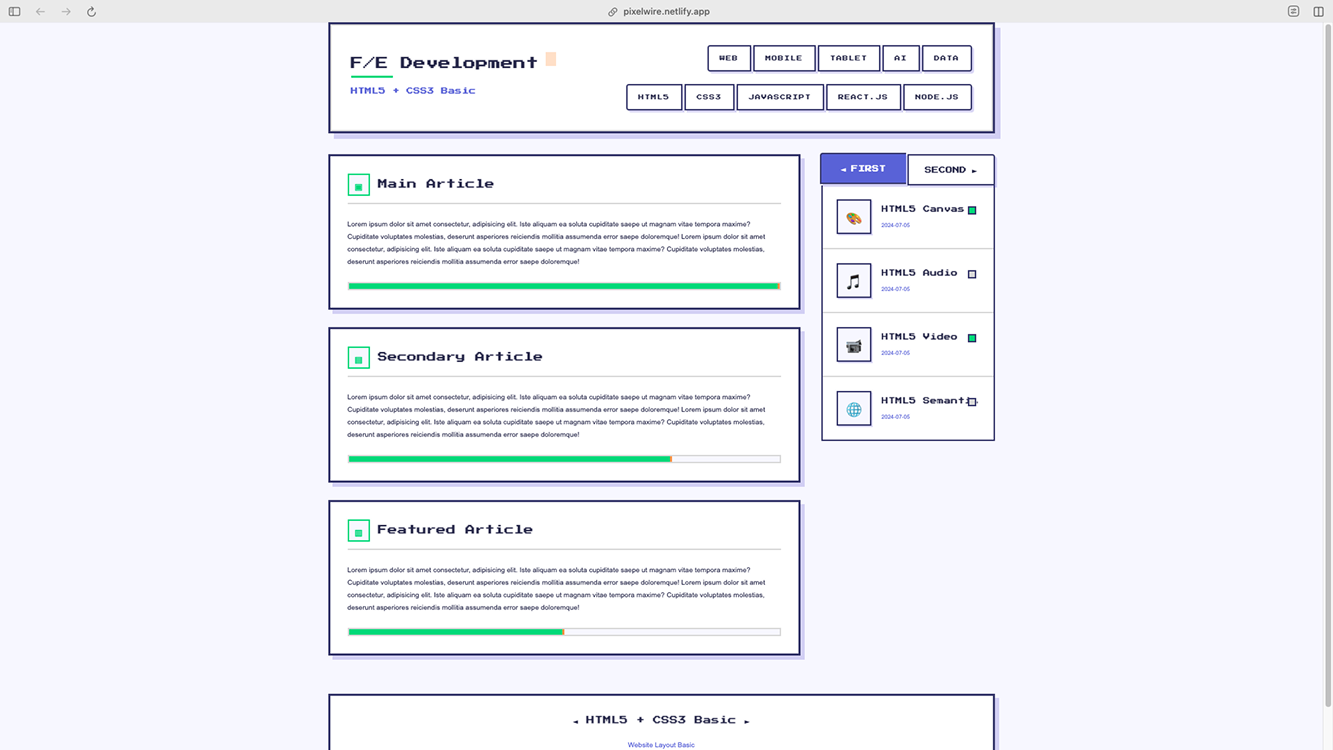 pixelwire.netlify.app
F/E Development
HTML5 + CSS3 Basic
WEB MOBILE TABLET AI DATA
HTML5 CSS3 JAVASCRIPT REACT.JS NODE.JS
Main Article
Lorem ipsum dolor sit amet consectetur, adipisicing elit. Iste aliquam ea soluta cupiditate saepe ut magnam vitae tempora maxime?
Cupiditate voluptates molestias, deserunt asperiores reiciendis mollitia assumenda error saepe doloremque! Lorem ipsum dolor sit amet
consectetur, adipisicing elit. Iste aliquam ea soluta cupiditate saepe ut magnam vitae tempora maxime? Cupiditate voluptates molestias,
deserunt asperiores reiciendis mollitia assumenda error saepe doloremque!
Secondary Article
Lorem ipsum dolor sit amet consectetur, adipisicing elit. Iste aliquam ea soluta cupiditate saepe ut magnam vitae tempora maxime?
Cupiditate voluptates molestias, deserunt asperiores reiciendis mollitia assumenda error saepe doloremque! Lorem ipsum dolor sit amet
consectetur, adipisicing elit. Iste aliquam ea soluta cupiditate saepe ut magnam vitae tempora maxime? Cupiditate voluptates molestias,
deserunt asperiores reiciendis mollitia assumenda error saepe doloremque!
Featured Article
Lorem ipsum dolor sit amet consectetur, adipisicing elit. Iste aliquam ea soluta cupiditate saepe ut magnam vitae tempora maxime?
Cupiditate voluptates molestias, deserunt asperiores reiciendis mollitia assumenda error saepe doloremque! Lorem ipsum dolor sit amet
consectetur, adipisicing elit. Iste aliquam ea soluta cupiditate saepe ut magnam vitae tempora maxime? Cupiditate voluptates molestias,
deserunt asperiores reiciendis mollitia assumenda error saepe doloremque!
◄ FIRST SECOND ►
HTML5 Canvas
2024-07-05
HTML5 Audio
2024-07-05
HTML5 Video
2024-07-05
HTML5
2024-07-05
◄ HTML5 + CSS3 Basic ►
Website Layout Basic